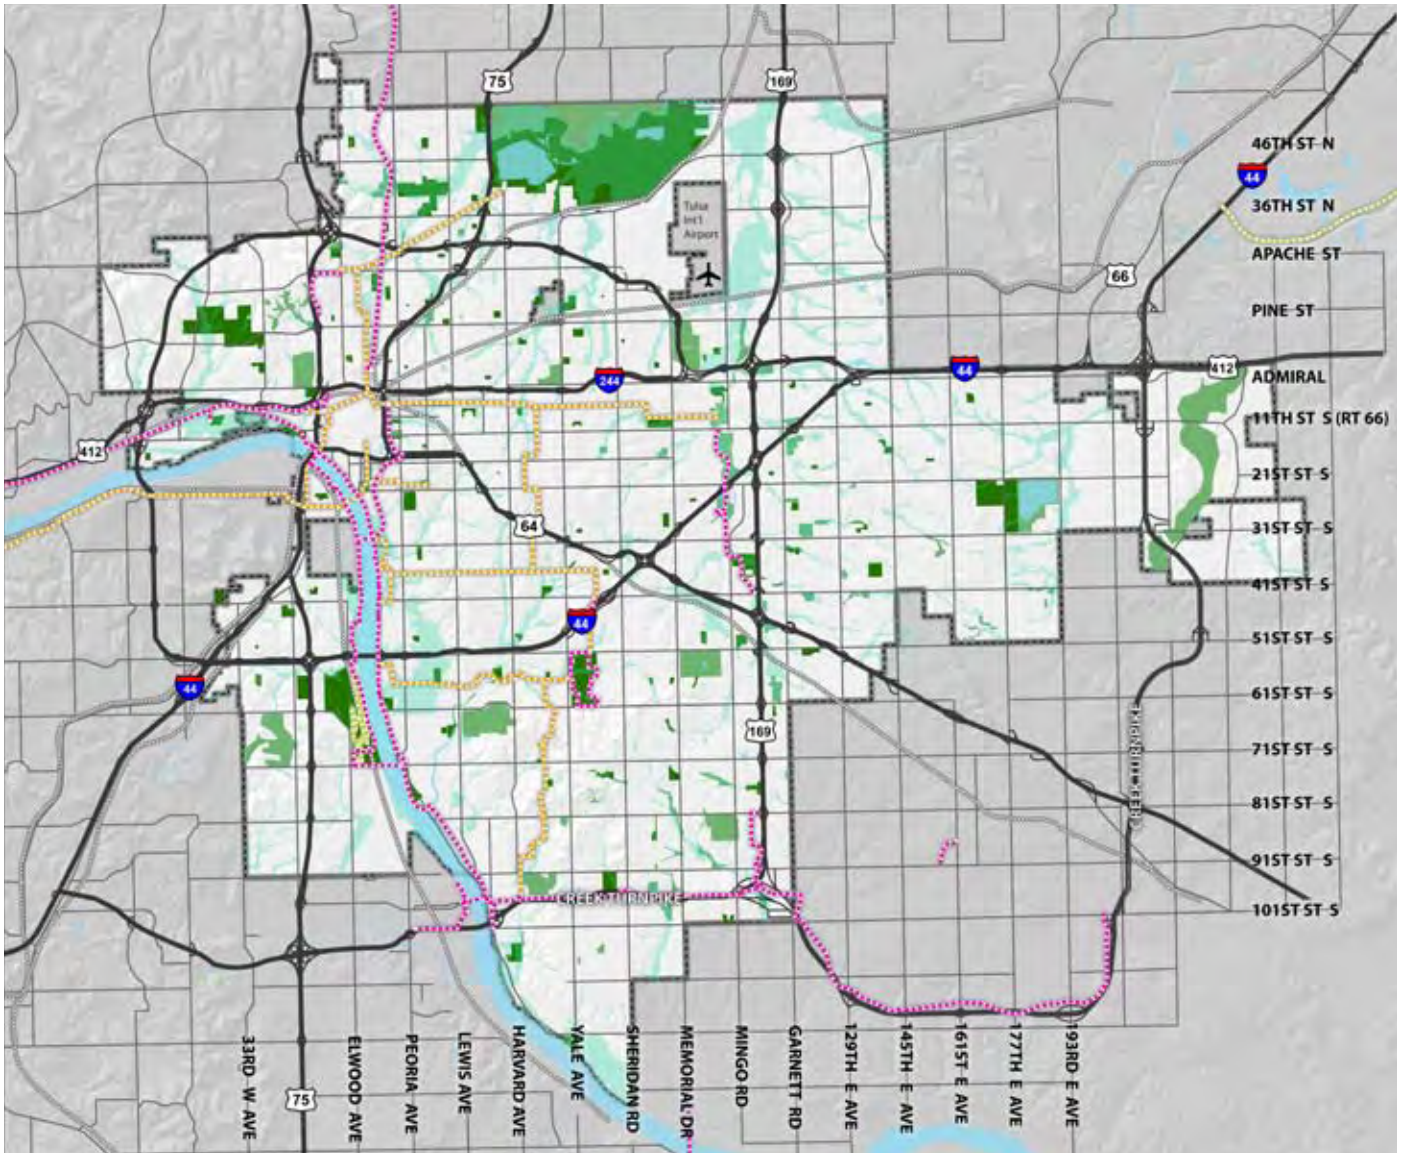 75
169
46TH ST N
44
36TH ST N
Tulsa
Int'l
Airport
APACHE ST
66
PINE ST
412
ADMIRAL
44
244
11TH ST S (RT 66)
412
21ST ST S
64
31ST ST S
41ST ST S
44
51ST ST S
44
61ST ST S
169
71ST ST S
CREEK TURNPIKE
81ST ST S
91ST ST S
CREEK TURNPIKE
101ST ST S
33RD W AVE
ELWOOD AVE
PEORIA AVE
LEWIS AVE
HARVARD AVE
YALE AVE
SHERIDAN RD
MEMORIAL DR
MINGO RD
GARNETT RD
129TH E AVE
145TH E AVE
161ST E AVE
177TH E AVE
193RD E AVE
75